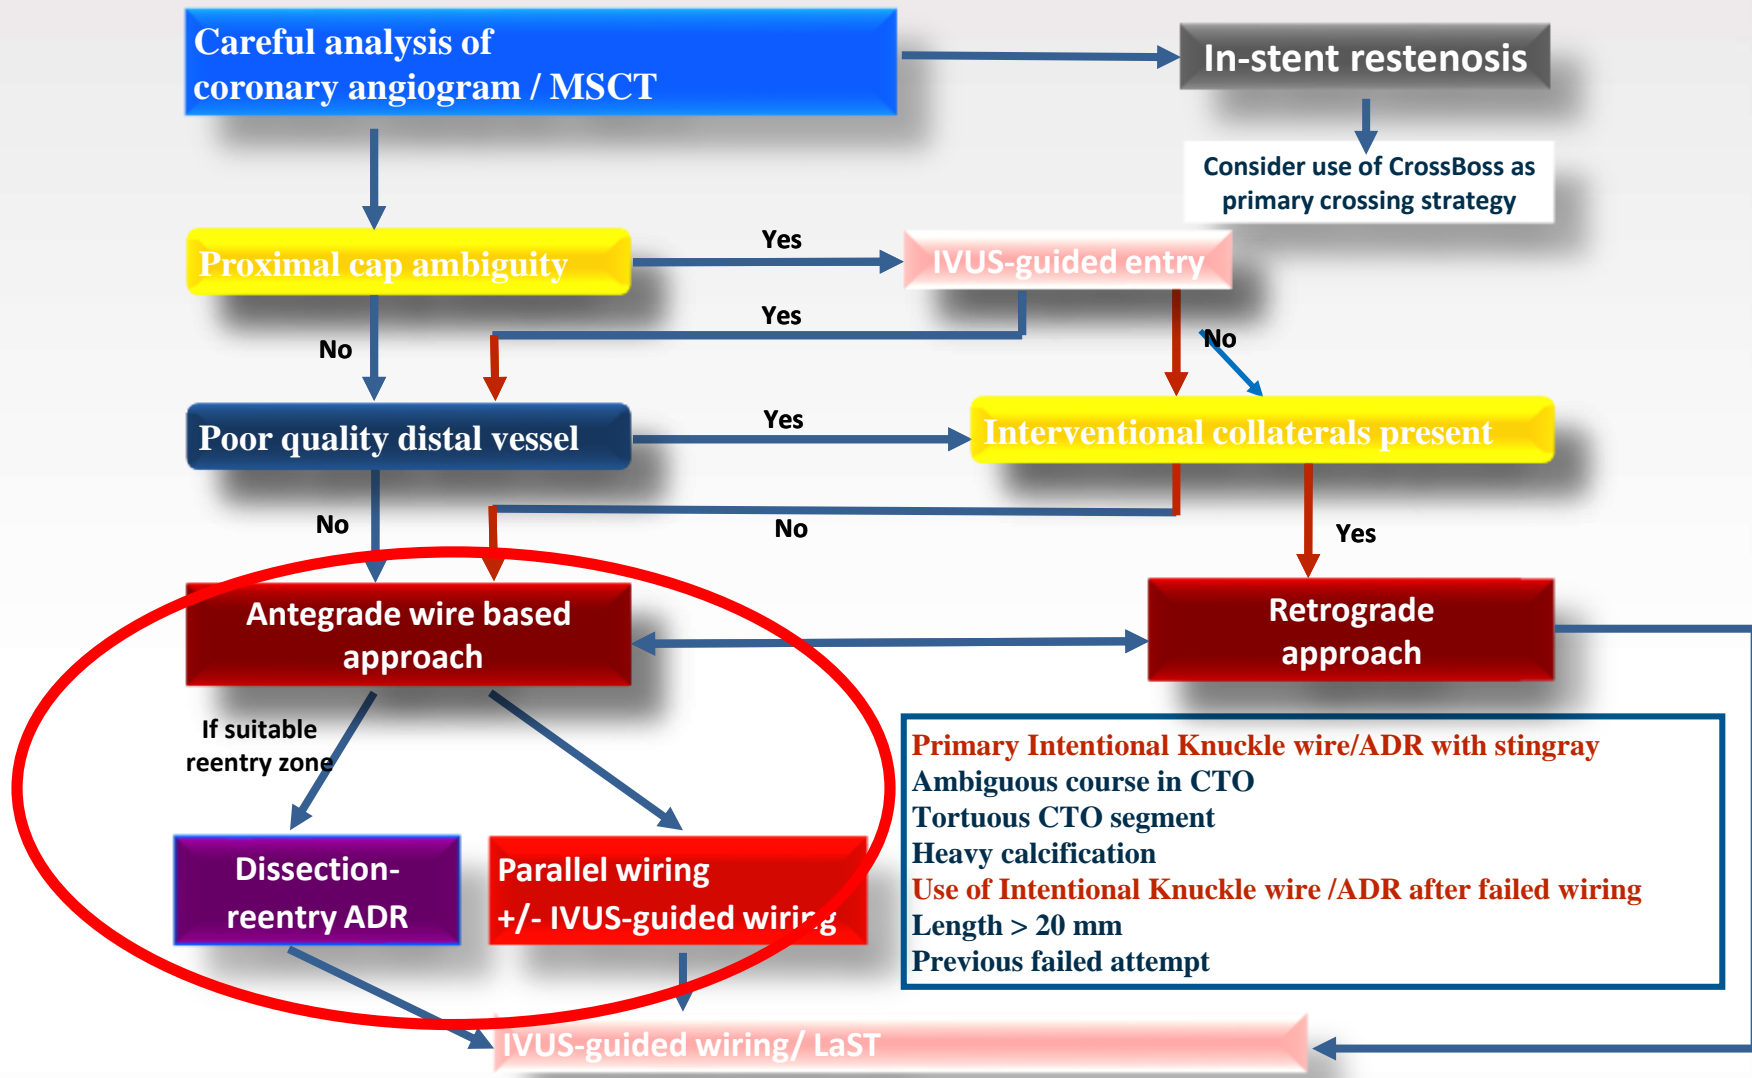 Careful analysis of
coronary angiogram / MSCT
In-stent restenosis
Consider use of CrossBoss as
primary crossing strategy
Proximal cap ambiguity
Yes
IVUS-guided entry
Yes
No
No
Poor quality distal vessel
Yes
Interventional collaterals present
No
No
Yes
Antegrade wire based
approach
Retrograde
approach
If suitable
reentry zone
Primary Intentional Knuckle wire/ADR with stingray
Ambiguous course in CTO
Tortuous CTO segment
Heavy calcification
Use of Intentional Knuckle wire /ADR after failed wiring
Length > 20 mm
Previous failed attempt
Dissection-
reentry ADR
Parallel wiring
+/- IVUS-guided wiring
IVUS-guided wiring/ LaST